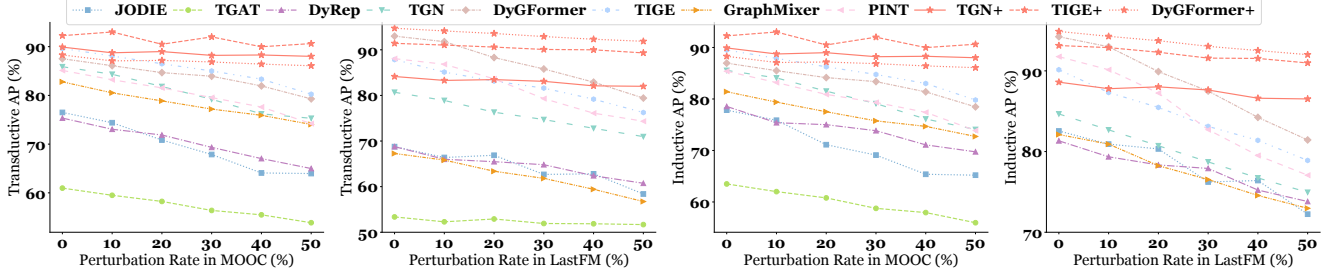 JODIE TGAT DyRep TGN DyGFormer TIGE GraphMixer PINT TGN+ TIGE+ DyGFormer+
Transductive AP (%)
90
80
70
60
0 10 20 30 40 50
Perturbation Rate in MOOC (%)
Transductive AP (%)
90
80
70
60
50
0 10 20 30 40 50
Perturbation Rate in LastFM (%)
Inductive AP (%)
90
80
70
60
0 10 20 30 40 50
Perturbation Rate in MOOC (%)
Inductive AP (%)
90
80
70
0 10 20 30 40 50
Perturbation Rate in LastFM (%)